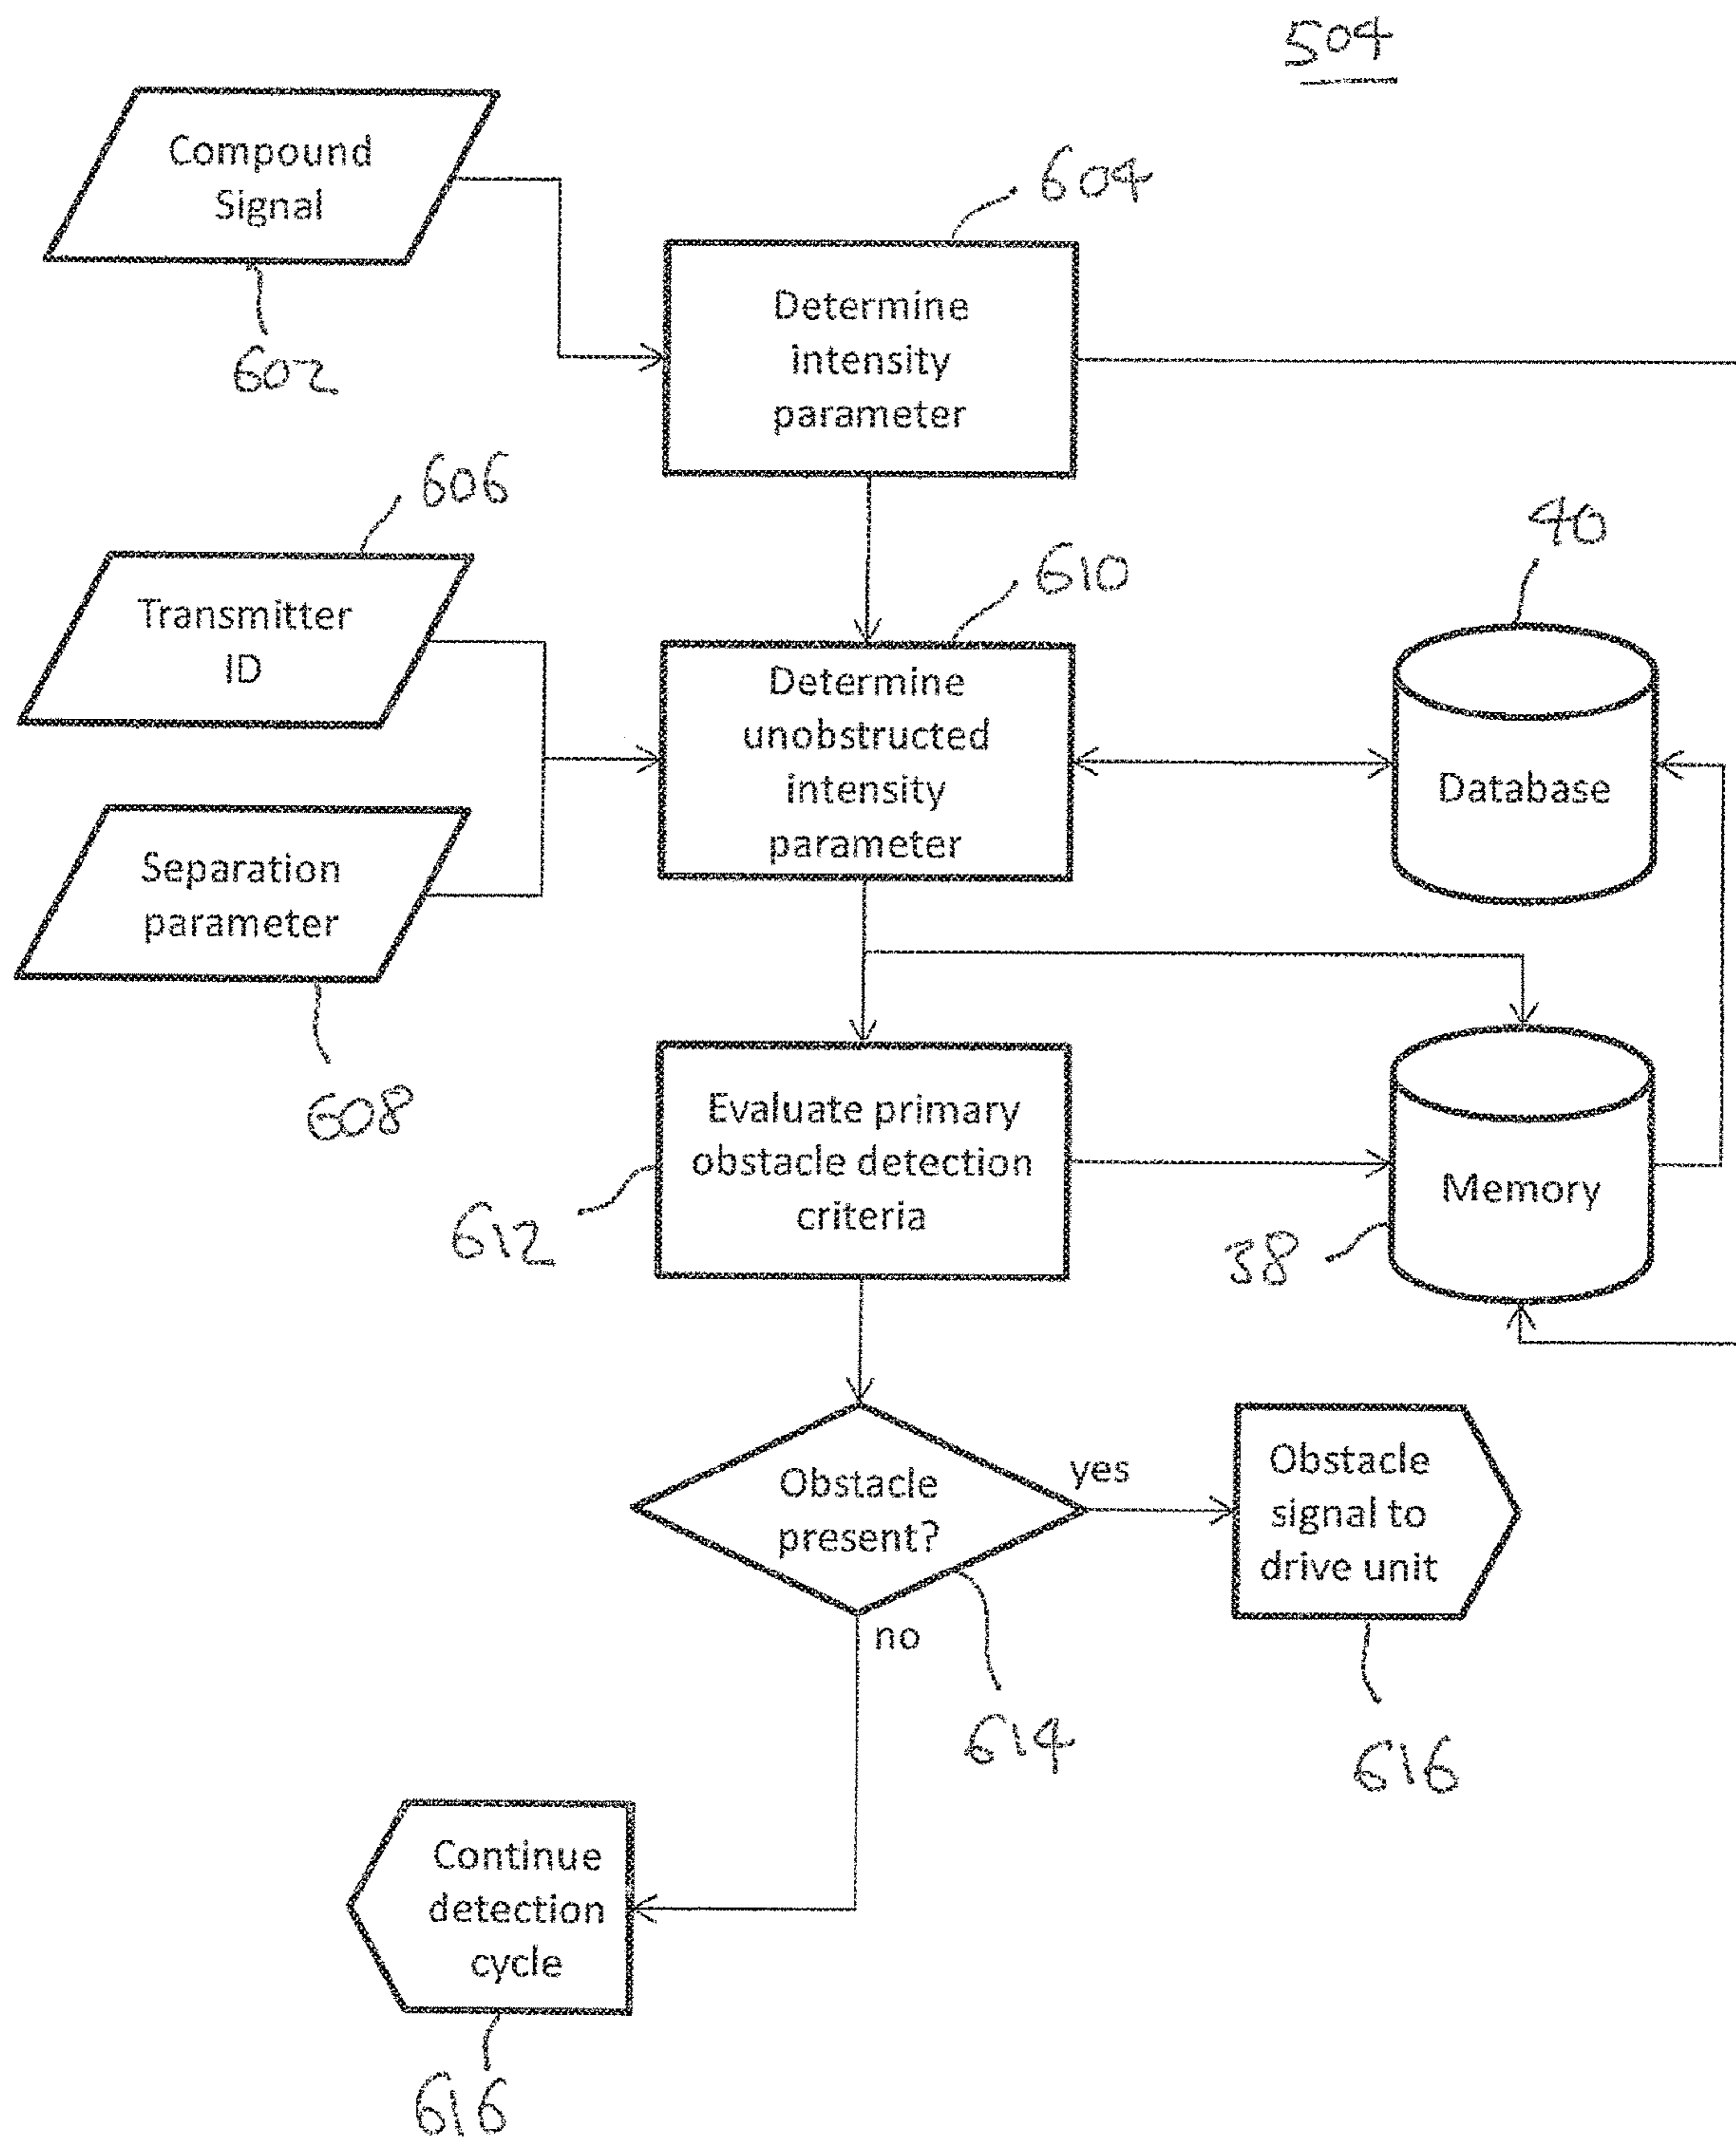 504
Compound
Signal
602
604
Determine
intensity
parameter
606
Transmitter
ID
610
Determine
unobstructed
intensity
parameter
40
Database
Separation
parameter
608
Evaluate primary
obstacle detection
criteria
612
Memory
38
Obstacle
present?
yes
no
614
Obstacle
signal to
drive unit
616
Continue
detection
cycle
616